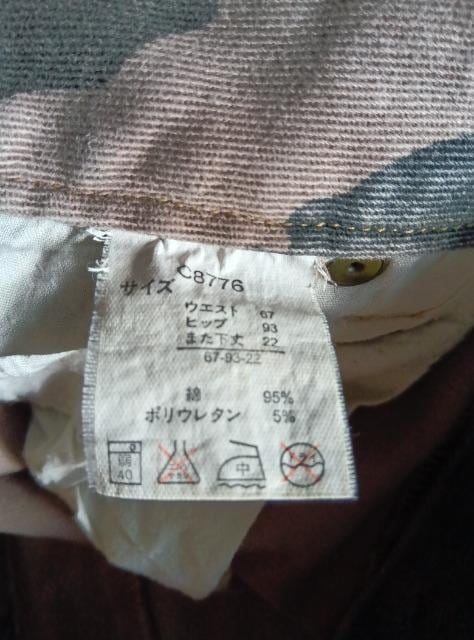 C8776
サイズ
ウエスト 67
ヒップ 93
また下丈 22
67-93-22
綿 95%
ポリウレタン 5%
弱 40 中